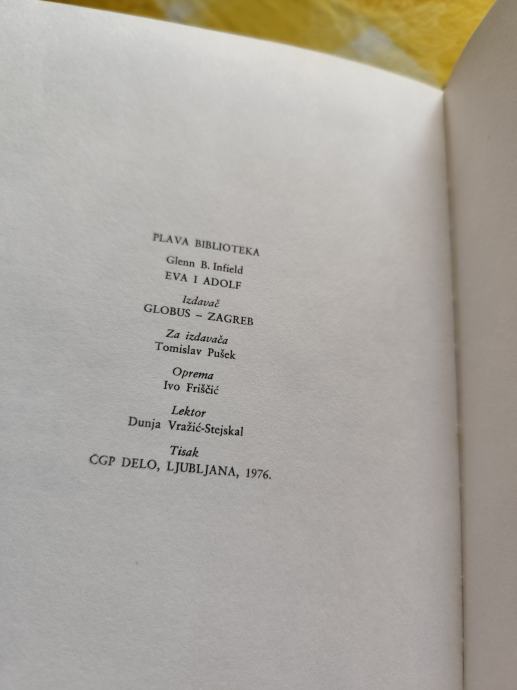 PLAVA BIBLIOTEKA
Glenn B. Infield
EVA I ADOLF
Izdavač
GLOBUS – ZAGREB
Za izdavača
Tomislav Pušek
Oprema
Ivo Friščić
Lektor
Dunja Vražić-Stejskal
Tisak
ČGP DELO, LJUBLJANA, 1976.